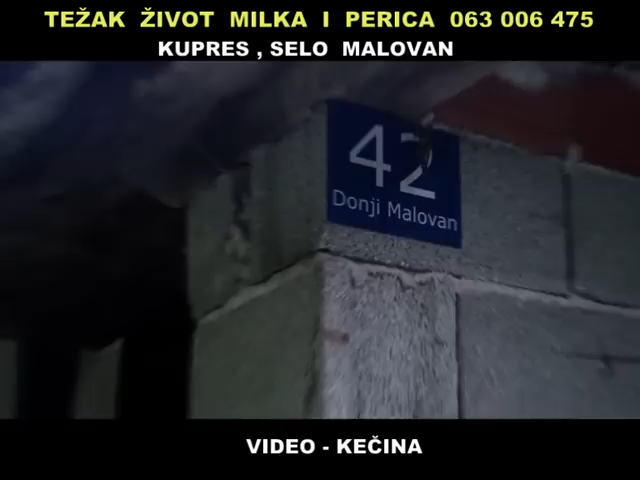 TEŽAK ŽIVOT MILKA I PERICA 063 006 475
KUPRES , SELO MALOVAN
42
Donji Malovan
VIDEO - KEČINA